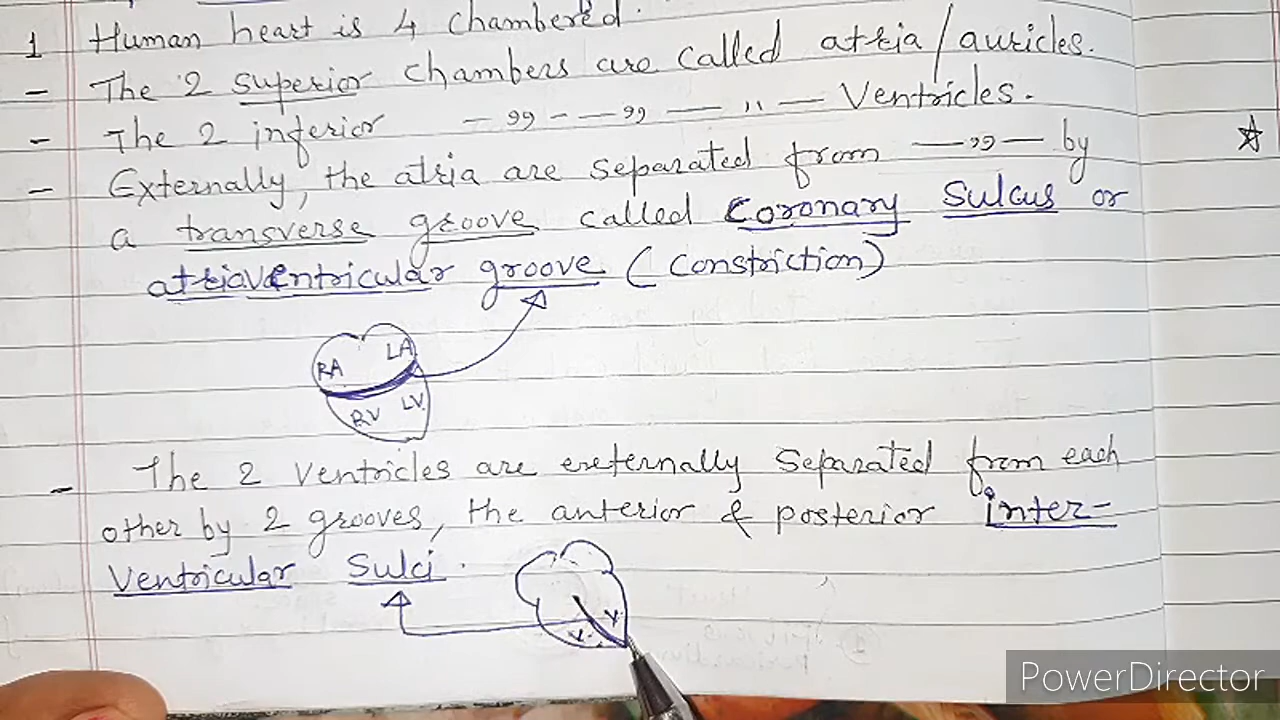 1 Human heart is 4 chambered.
- The 2 superior chambers are called atria/auricles.
- The 2 inferior - ,, - - ,, - ,, - Ventricles.
- Externally, the atria are separated from - ,, - by
a transverse groove called Coronary Sulcus or
atriaventricular groove (Constriction)
RA LA
RV LV
- The 2 ventricles are externally separated from each
other by 2 grooves, the anterior & posterior inter-
Ventricular Sulci.
V. V.
PowerDirector